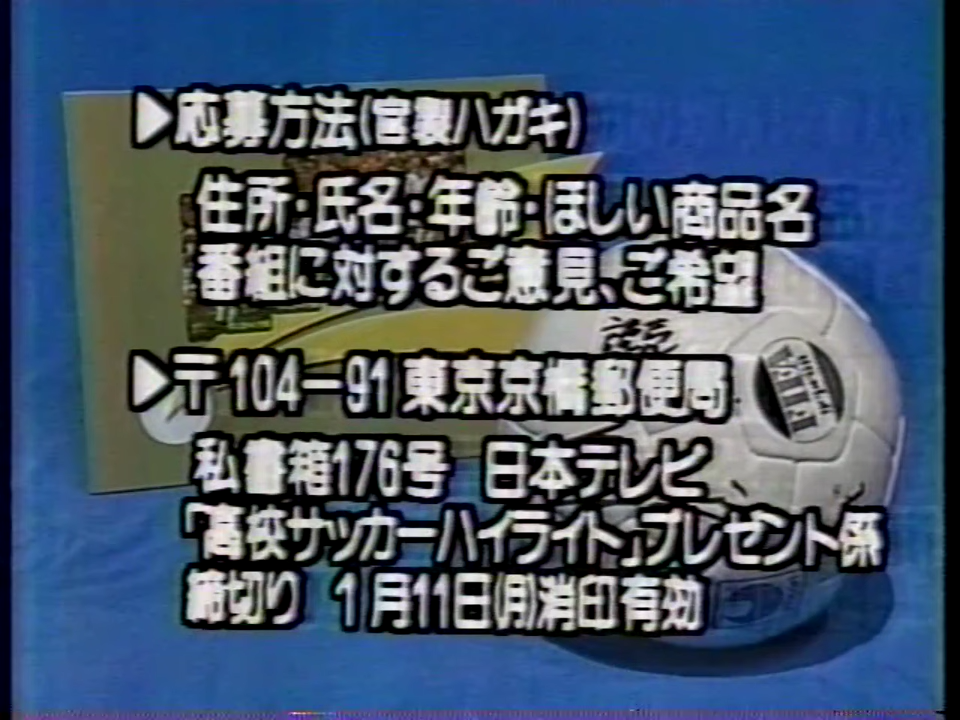 ▶応募方法(官製ハガキ)
住所・氏名・年齢・ほしい商品名
番組に対するご意見、ご希望
▶〒104-91 東京京橋郵便局
私書箱176号 日本テレビ
「高校サッカーハイライト」プレゼント係
締切り 1月11日(月)消印有効